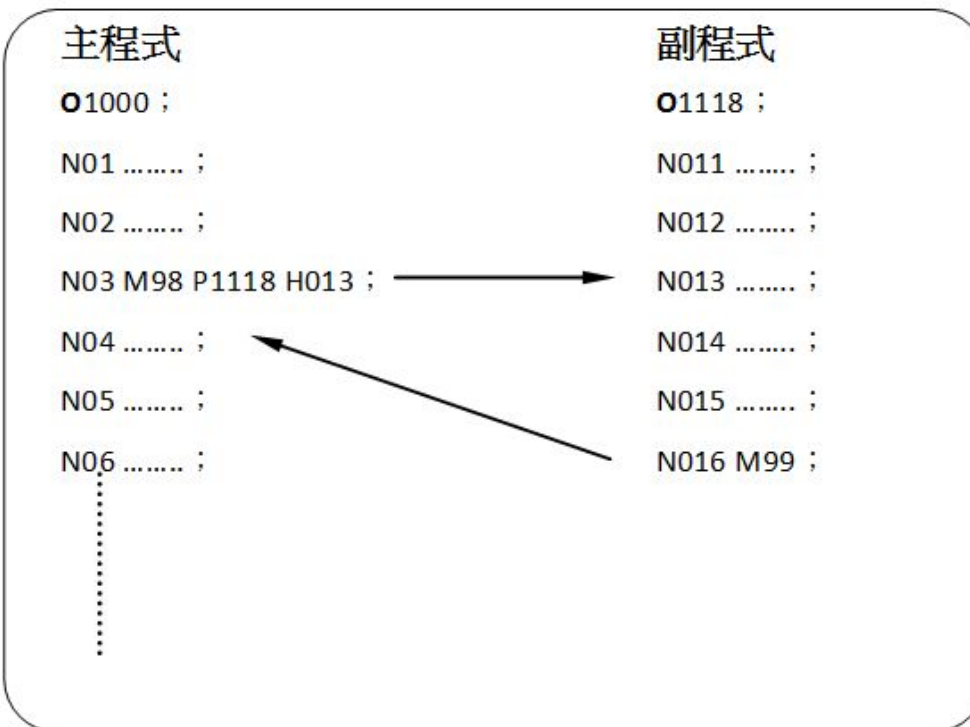 主程式
O1000；
N01 ……..；
N02 ……..；
N03 M98 P1118 H013；
N04 ……..；
N05 ……..；
N06 ……..；
副程式
O1118；
N011 ……..；
N012 ……..；
N013 ……..；
N014 ……..；
N015 ……..；
N016 M99；